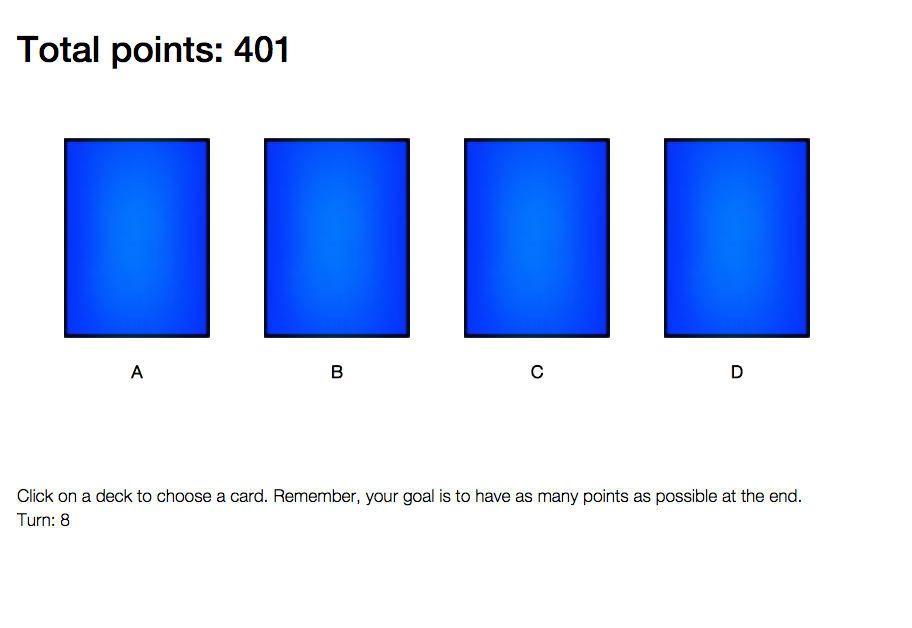 Total points: 401
A B C D
Click on a deck to choose a card. Remember, your goal is to have as many points as possible at the end.
Turn: 8